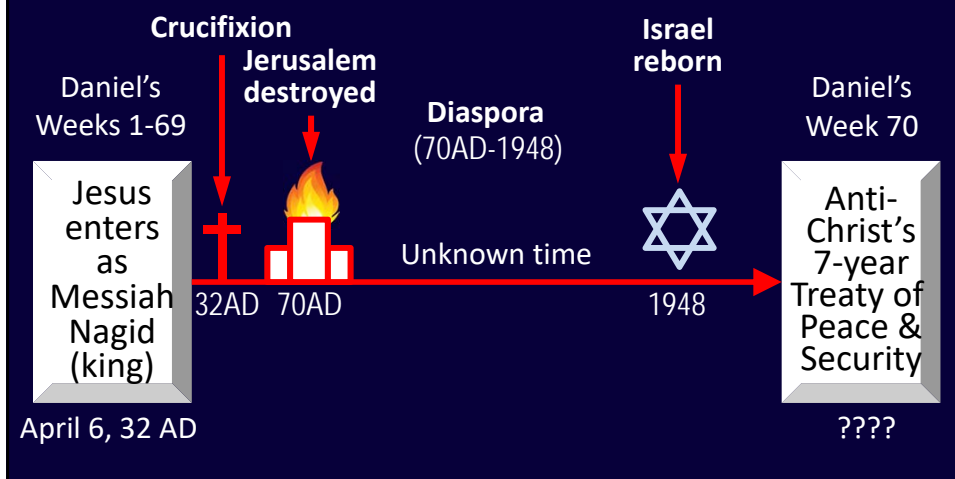 Crucifixion
Jerusalem
destroyed
Israel
reborn
Daniel’s
Weeks 1-69
Diaspora
(70AD-1948)
Daniel’s
Week 70
Jesus
enters
as
Messiah
Nagid
(king)
Unknown time
Anti-
Christ’s
7-year
Treaty of
Peace &
Security
32AD
70AD
1948
April 6, 32 AD
????